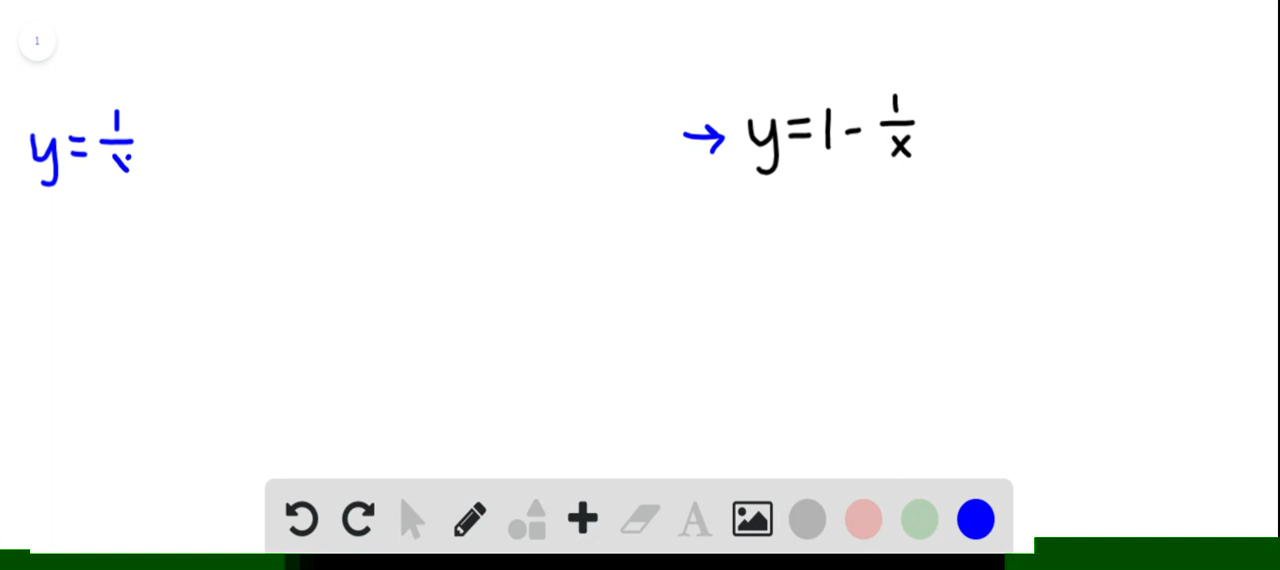 1
y = 1/x → y = 1 - 1/x
A